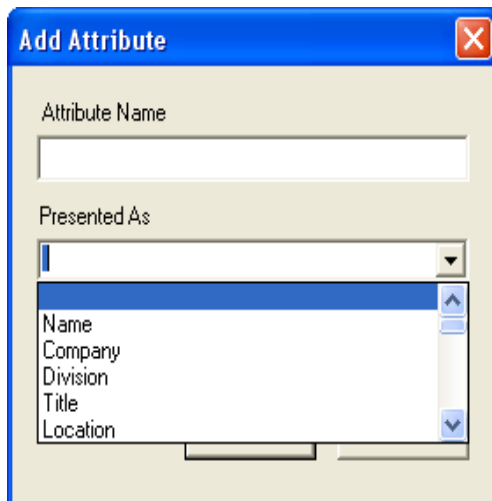 Add Attribute
Attribute Name
Presented As
Name
Company
Division
Title
Location